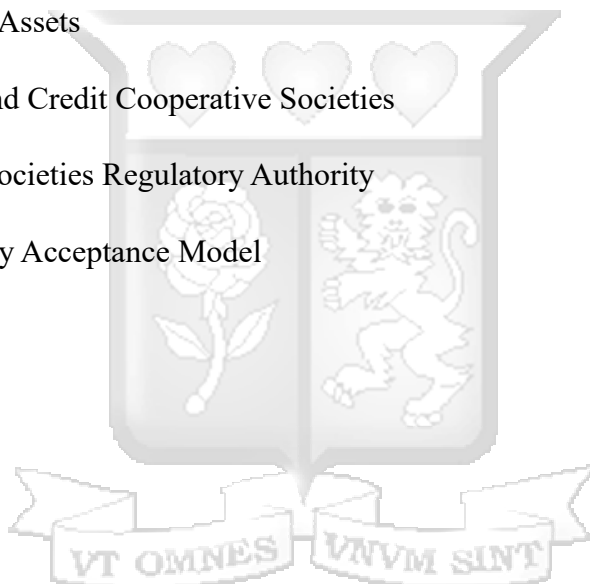 Assets
nd Credit Cooperative Societies
ocieties Regulatory Authority
y Acceptance Model
VT OMNES VNVM SINT